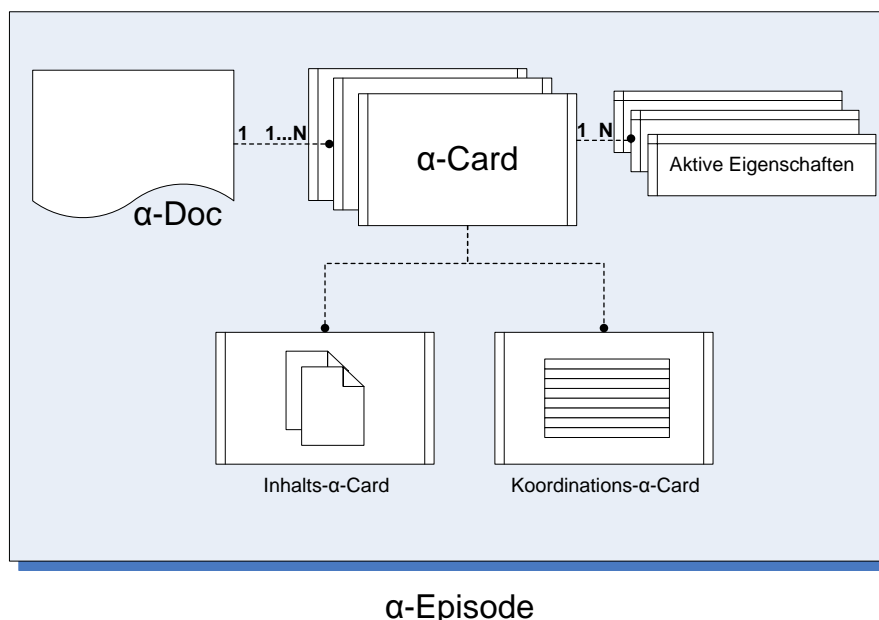 1 1...N
α-Card
1 N
Aktive Eigenschaften
α-Doc
Inhalts-α-Card
Koordinations-α-Card
α-Episode